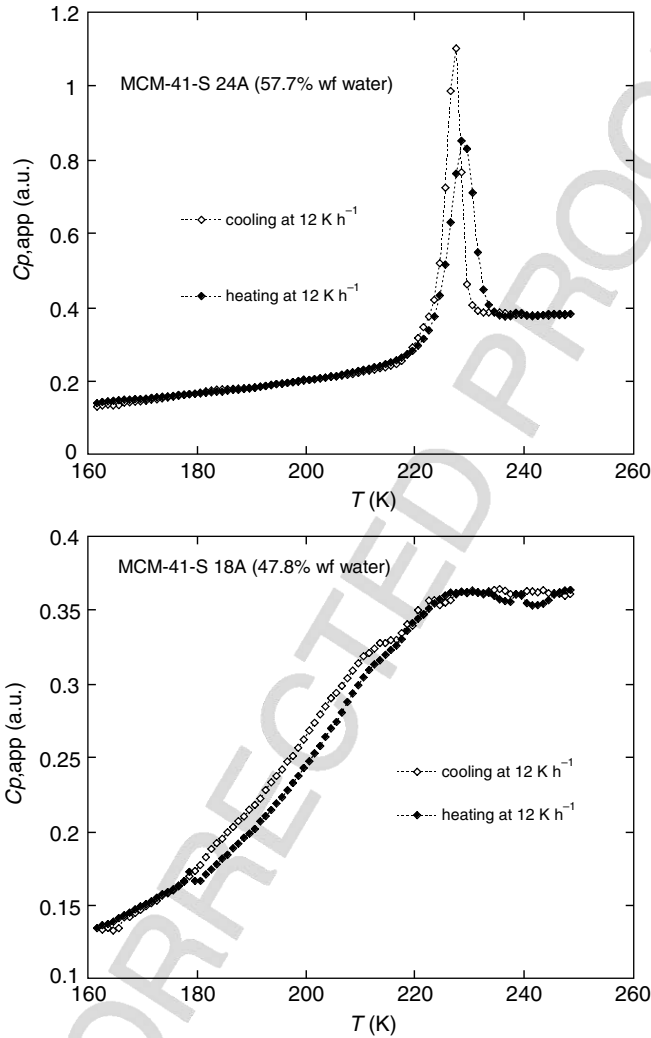 1.2
1
0.8
0.6
0.4
0.2
0
Cp,app (a.u.)
MCM-41-S 24A (57.7% wf water)
cooling at 12 K h⁻¹
heating at 12 K h⁻¹
160 180 200 220 240 260
T (K)
0.4
0.35
0.3
0.25
0.2
0.15
0.1
Cp,app (a.u.)
MCM-41-S 18A (47.8% wf water)
cooling at 12 K h⁻¹
heating at 12 K h⁻¹
160 180 200 220 240 260
T (K)
ORRECTED PROO